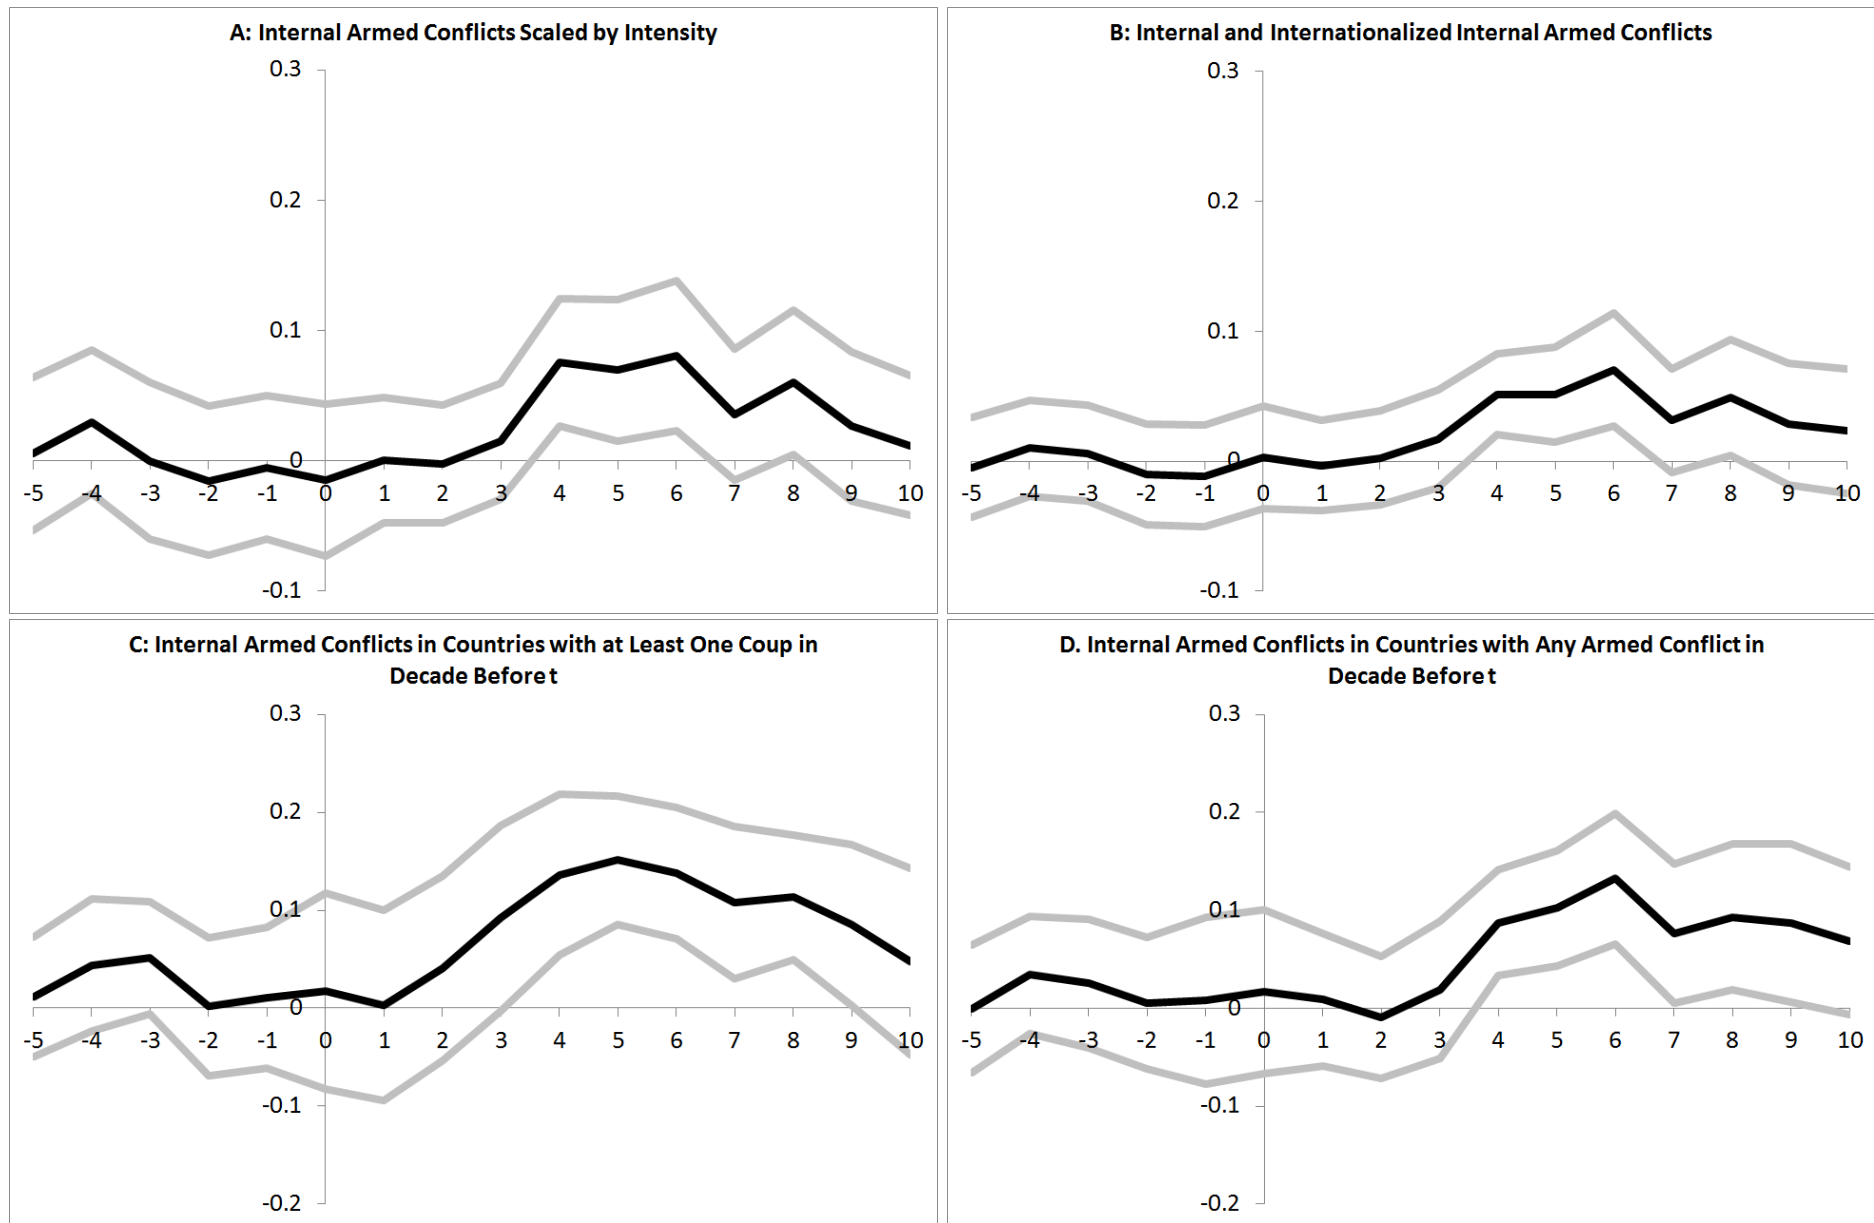 A: Internal Armed Conflicts Scaled by Intensity
0.3
0.2
0.1
0
-5 -4 -3 -2 -1 0 1 2 3 4 5 6 7 8 9 10
-0.1
B: Internal and Internationalized Internal Armed Conflicts
0.3
0.2
0.1
0
-5 -4 -3 -2 -1 0 1 2 3 4 5 6 7 8 9 10
-0.1
C: Internal Armed Conflicts in Countries with at Least One Coup in
Decade Before t
0.3
0.2
0.1
0
-5 -4 -3 -2 -1 0 1 2 3 4 5 6 7 8 9 10
-0.1
-0.2
D. Internal Armed Conflicts in Countries with Any Armed Conflict in
Decade Before t
0.3
0.2
0.1
0
-5 -4 -3 -2 -1 0 1 2 3 4 5 6 7 8 9 10
-0.1
-0.2